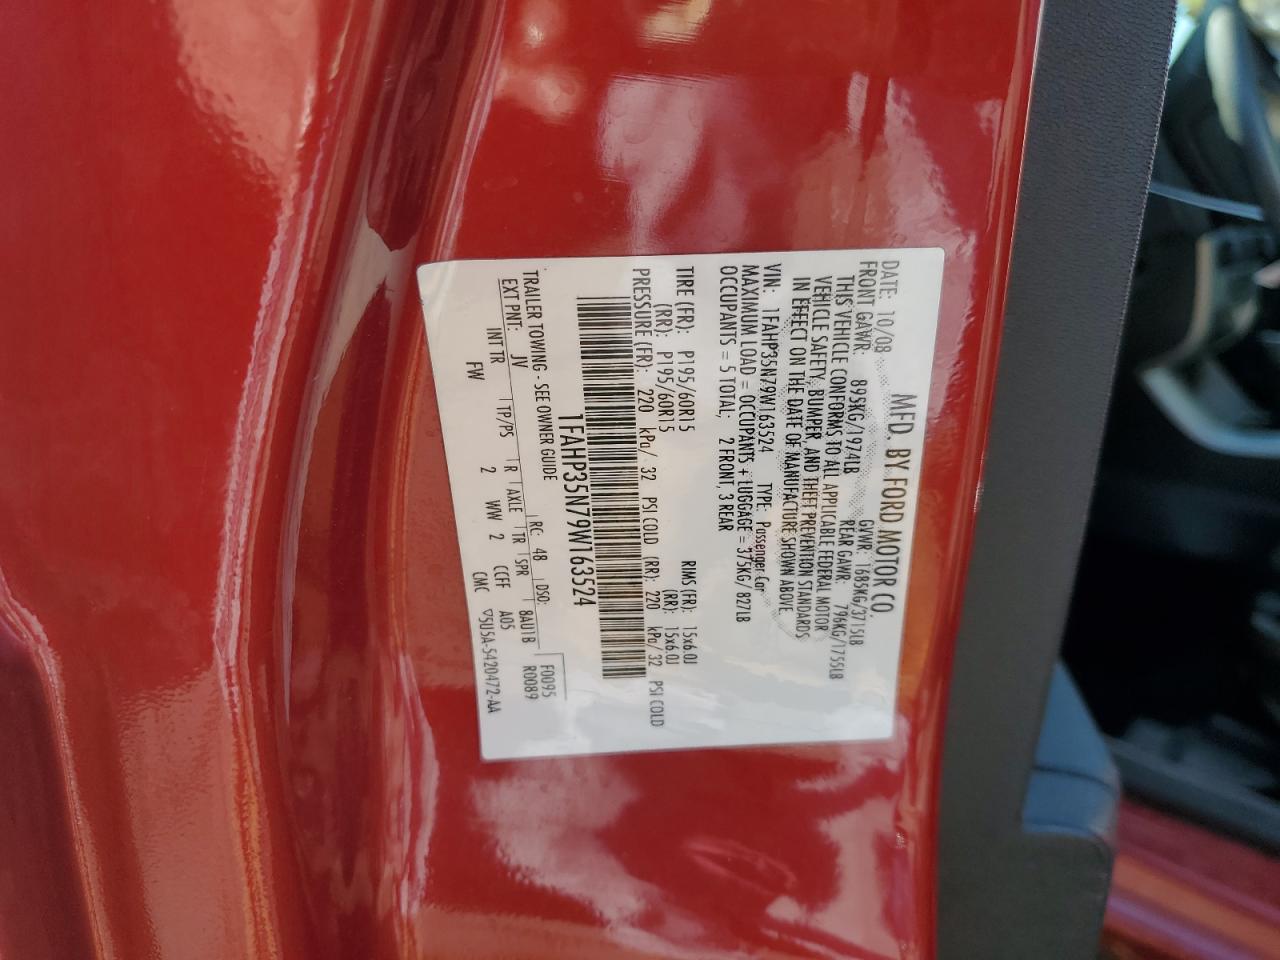 MFD. BY FORD MOTOR CO.
DATE: 10/08 GVWR: 1685KG/3715LB
FRONT GAWR: 895KG/1974LB REAR GAWR: 796KG/1755LB
THIS VEHICLE CONFORMS TO ALL APPLICABLE FEDERAL MOTOR
VEHICLE SAFETY, BUMPER, AND THEFT PREVENTION STANDARDS
IN EFFECT ON THE DATE OF MANUFACTURE SHOWN ABOVE.
VIN: 1FAHP35N79W163524 TYPE: Passenger Car
MAXIMUM LOAD = OCCUPANTS + LUGGAGE = 375KG/ 827LB
OCCUPANTS = 5 TOTAL; 2 FRONT, 3 REAR
TIRE (FR): P195/60R15 RIMS (FR): 15x6.0J
(RR): P195/60R15 (RR): 15x6.0J
PRESSURE (FR): 220 kPa/ 32 PSI COLD (RR): 220 kPa/ 32 PSI COLD
1FAHP35N79W163524
TRAILER TOWING - SEE OWNER GUIDE
F0095
RC: 48 DSO: R0089
EXT PNT: JV 8AU1B
INT TR TP/PS R AXLE TR SPR A05
FW 2 WW 2 CCFF
CMC ▽5U5A-5420472-AA